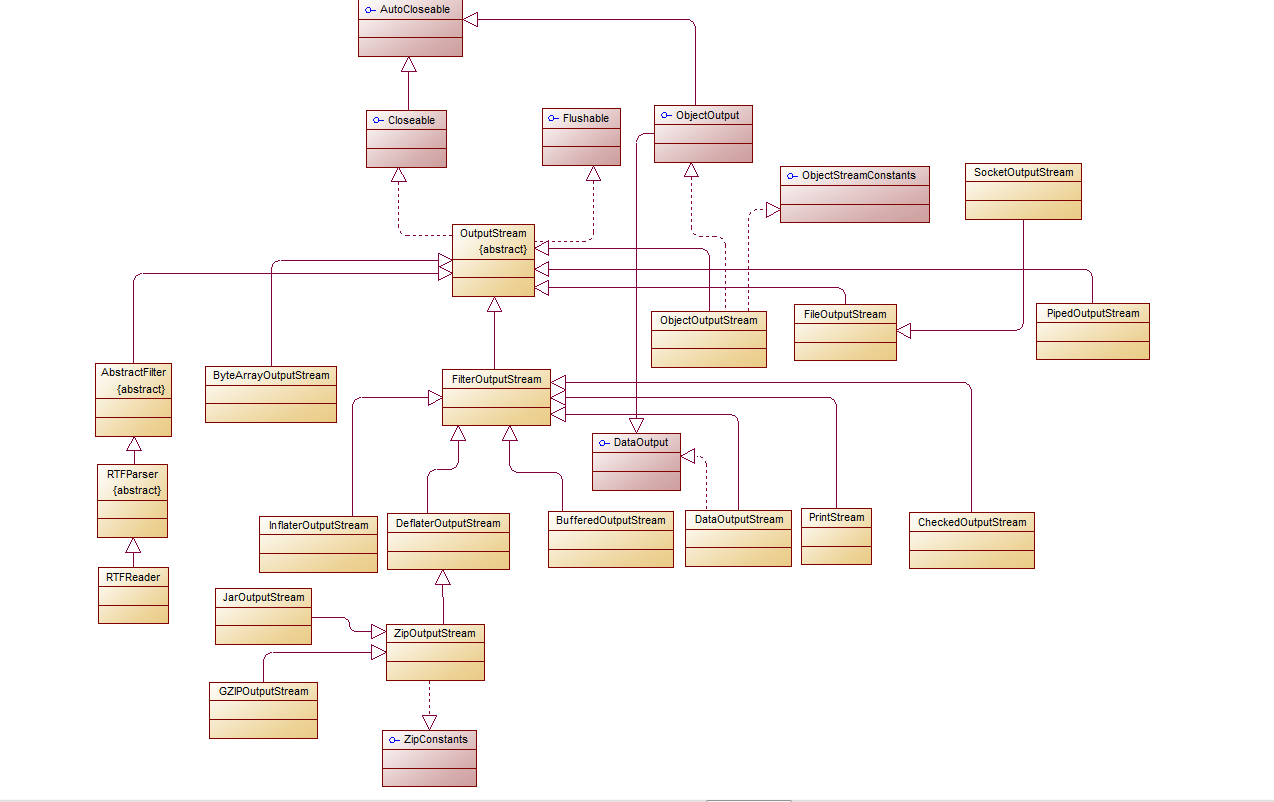 AutoCloseable
Closeable
Flushable
ObjectOutput
ObjectStreamConstants
SocketOutputStream
OutputStream
{abstract}
ObjectOutputStream
FileOutputStream
PipedOutputStream
AbstractFilter
{abstract}
ByteArrayOutputStream
FilterOutputStream
DataOutput
RTFParser
{abstract}
InflaterOutputStream
DeflaterOutputStream
BufferedOutputStream
DataOutputStream
PrintStream
CheckedOutputStream
RTFReader
JarOutputStream
ZipOutputStream
GZIPOutputStream
ZipConstants